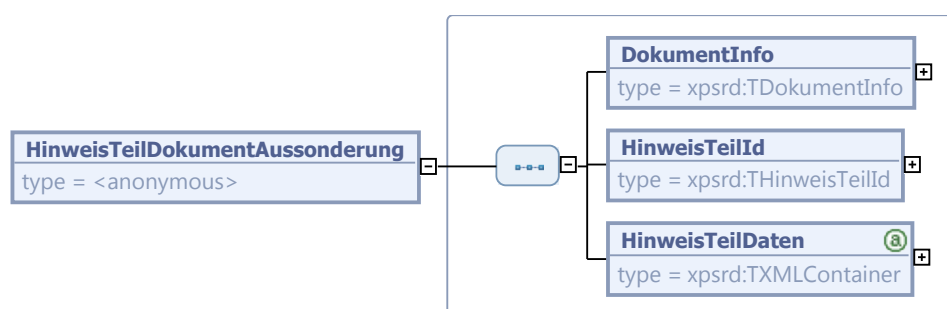 DokumentInfo
type = xpsrd:TDokumentInfo
HinweisTeilDokumentAussonderung
type = <anonymous>
HinweisTeilId
type = xpsrd:THinweisTeilId
HinweisTeilDaten
a
type = xpsrd:TXMLContainer